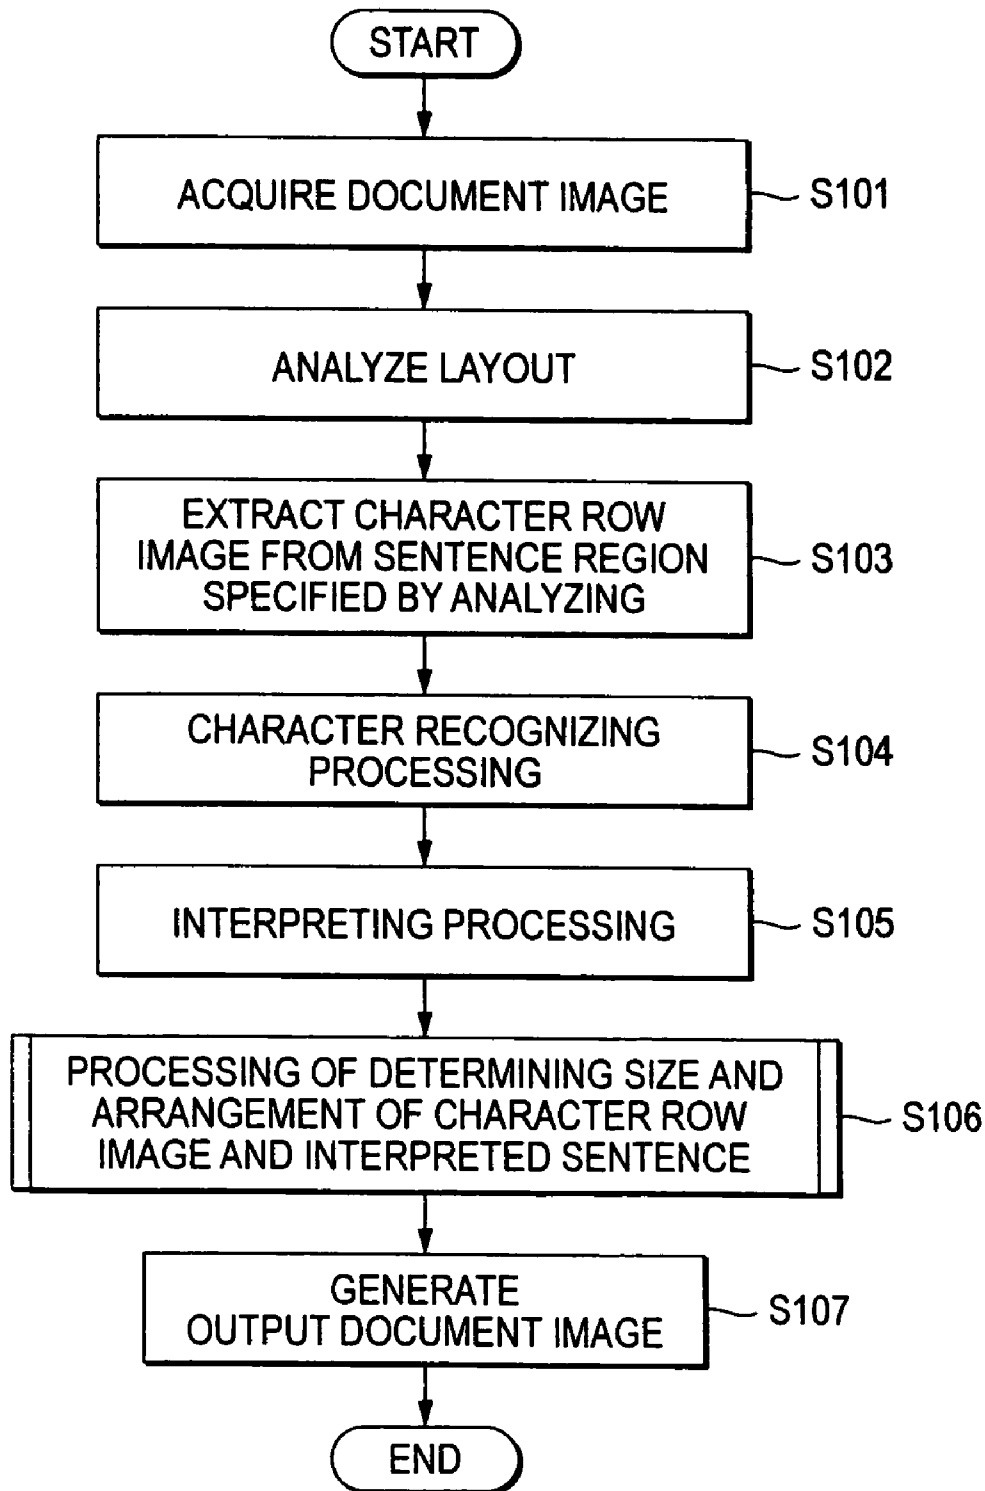 START
ACQUIRE DOCUMENT IMAGE
S101
ANALYZE LAYOUT
S102
EXTRACT CHARACTER ROW
IMAGE FROM SENTENCE REGION
SPECIFIED BY ANALYZING
S103
CHARACTER RECOGNIZING
PROCESSING
S104
INTERPRETING PROCESSING
S105
PROCESSING OF DETERMINING SIZE AND
ARRANGEMENT OF CHARACTER ROW
IMAGE AND INTERPRETED SENTENCE
S106
GENERATE
OUTPUT DOCUMENT IMAGE
S107
END